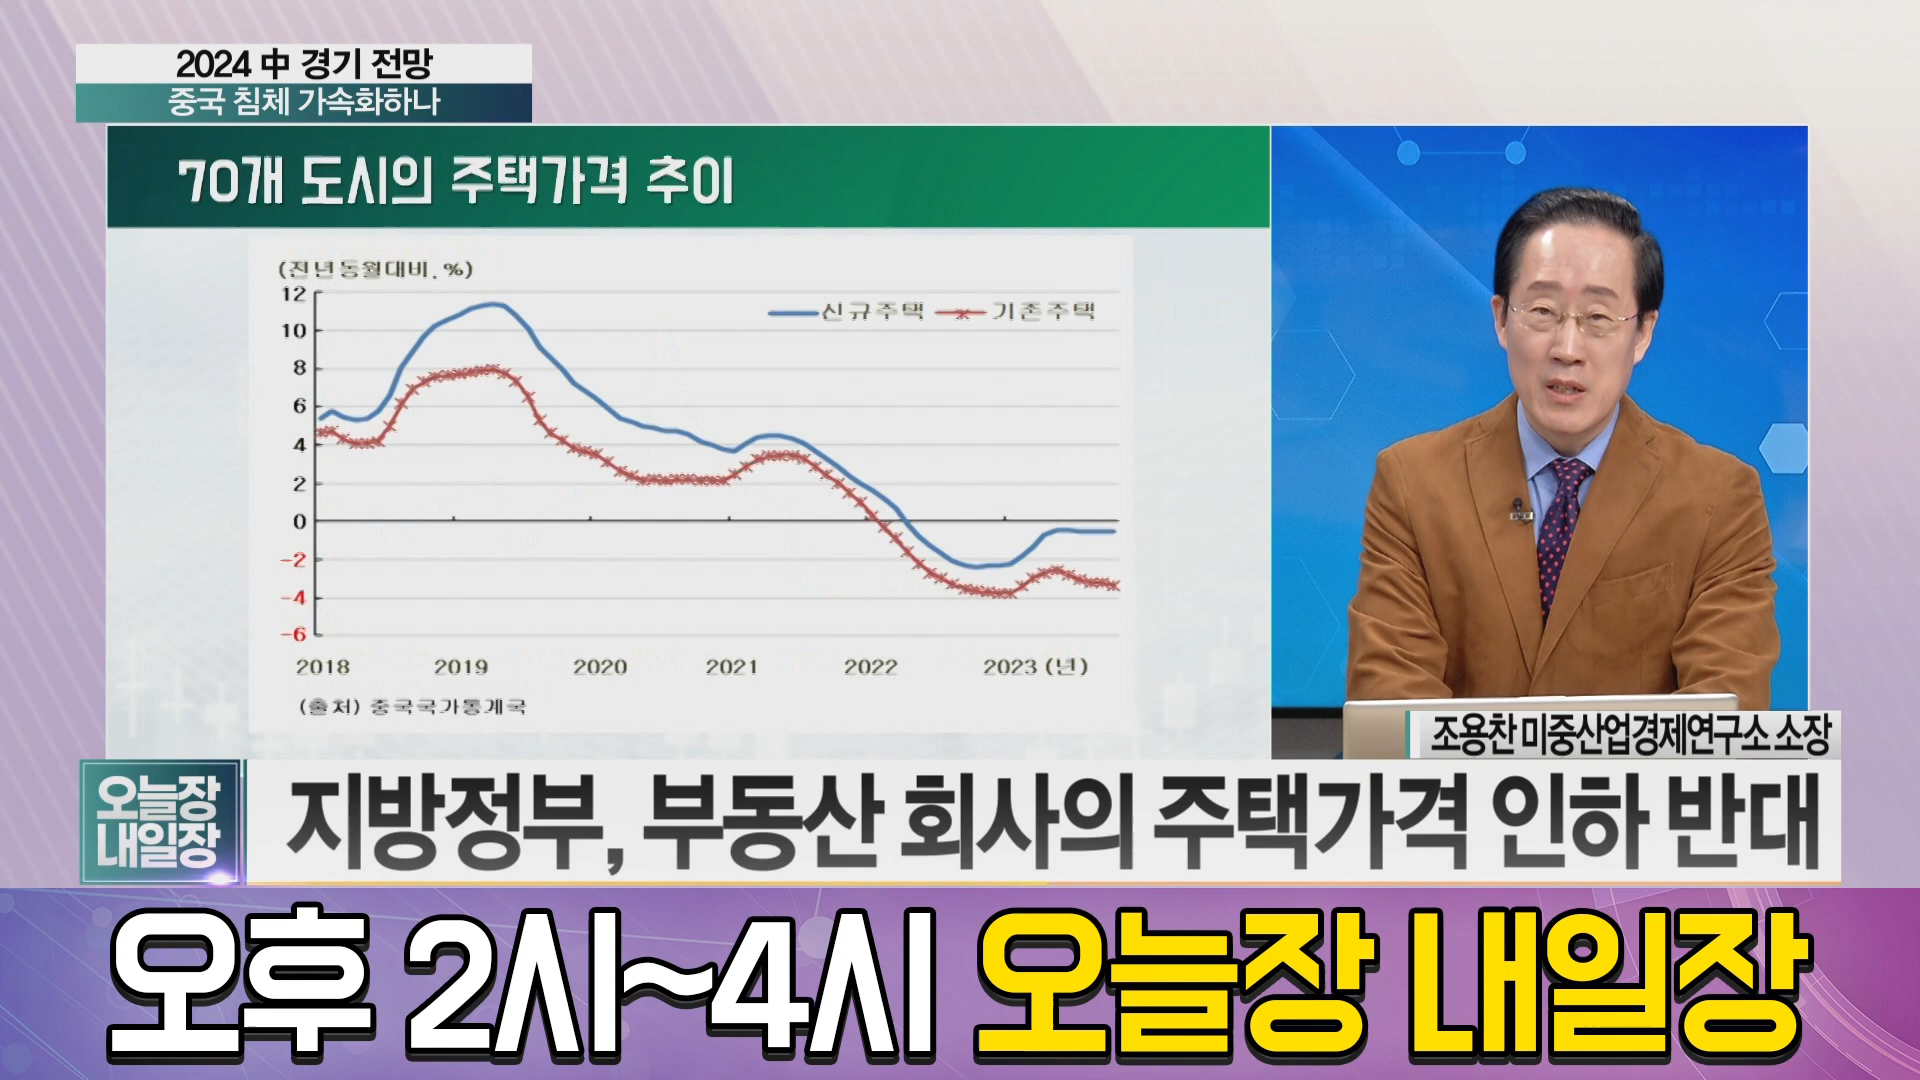 2024 中 경기 전망
중국 침체 가속화하나
70개 도시의 주택가격 추이
(전년동월대비, %)
신규주택 기존주택
12
10
8
6
4
2
0
-2
-4
-6
2018 2019 2020 2021 2022 2023 (년)
(출처) 중국국가통계국
조용찬 미중산업경제연구소 소장
오늘장
내일장
지방정부, 부동산 회사의 주택가격 인하 반대
오후 2시~4시 오늘장 내일장